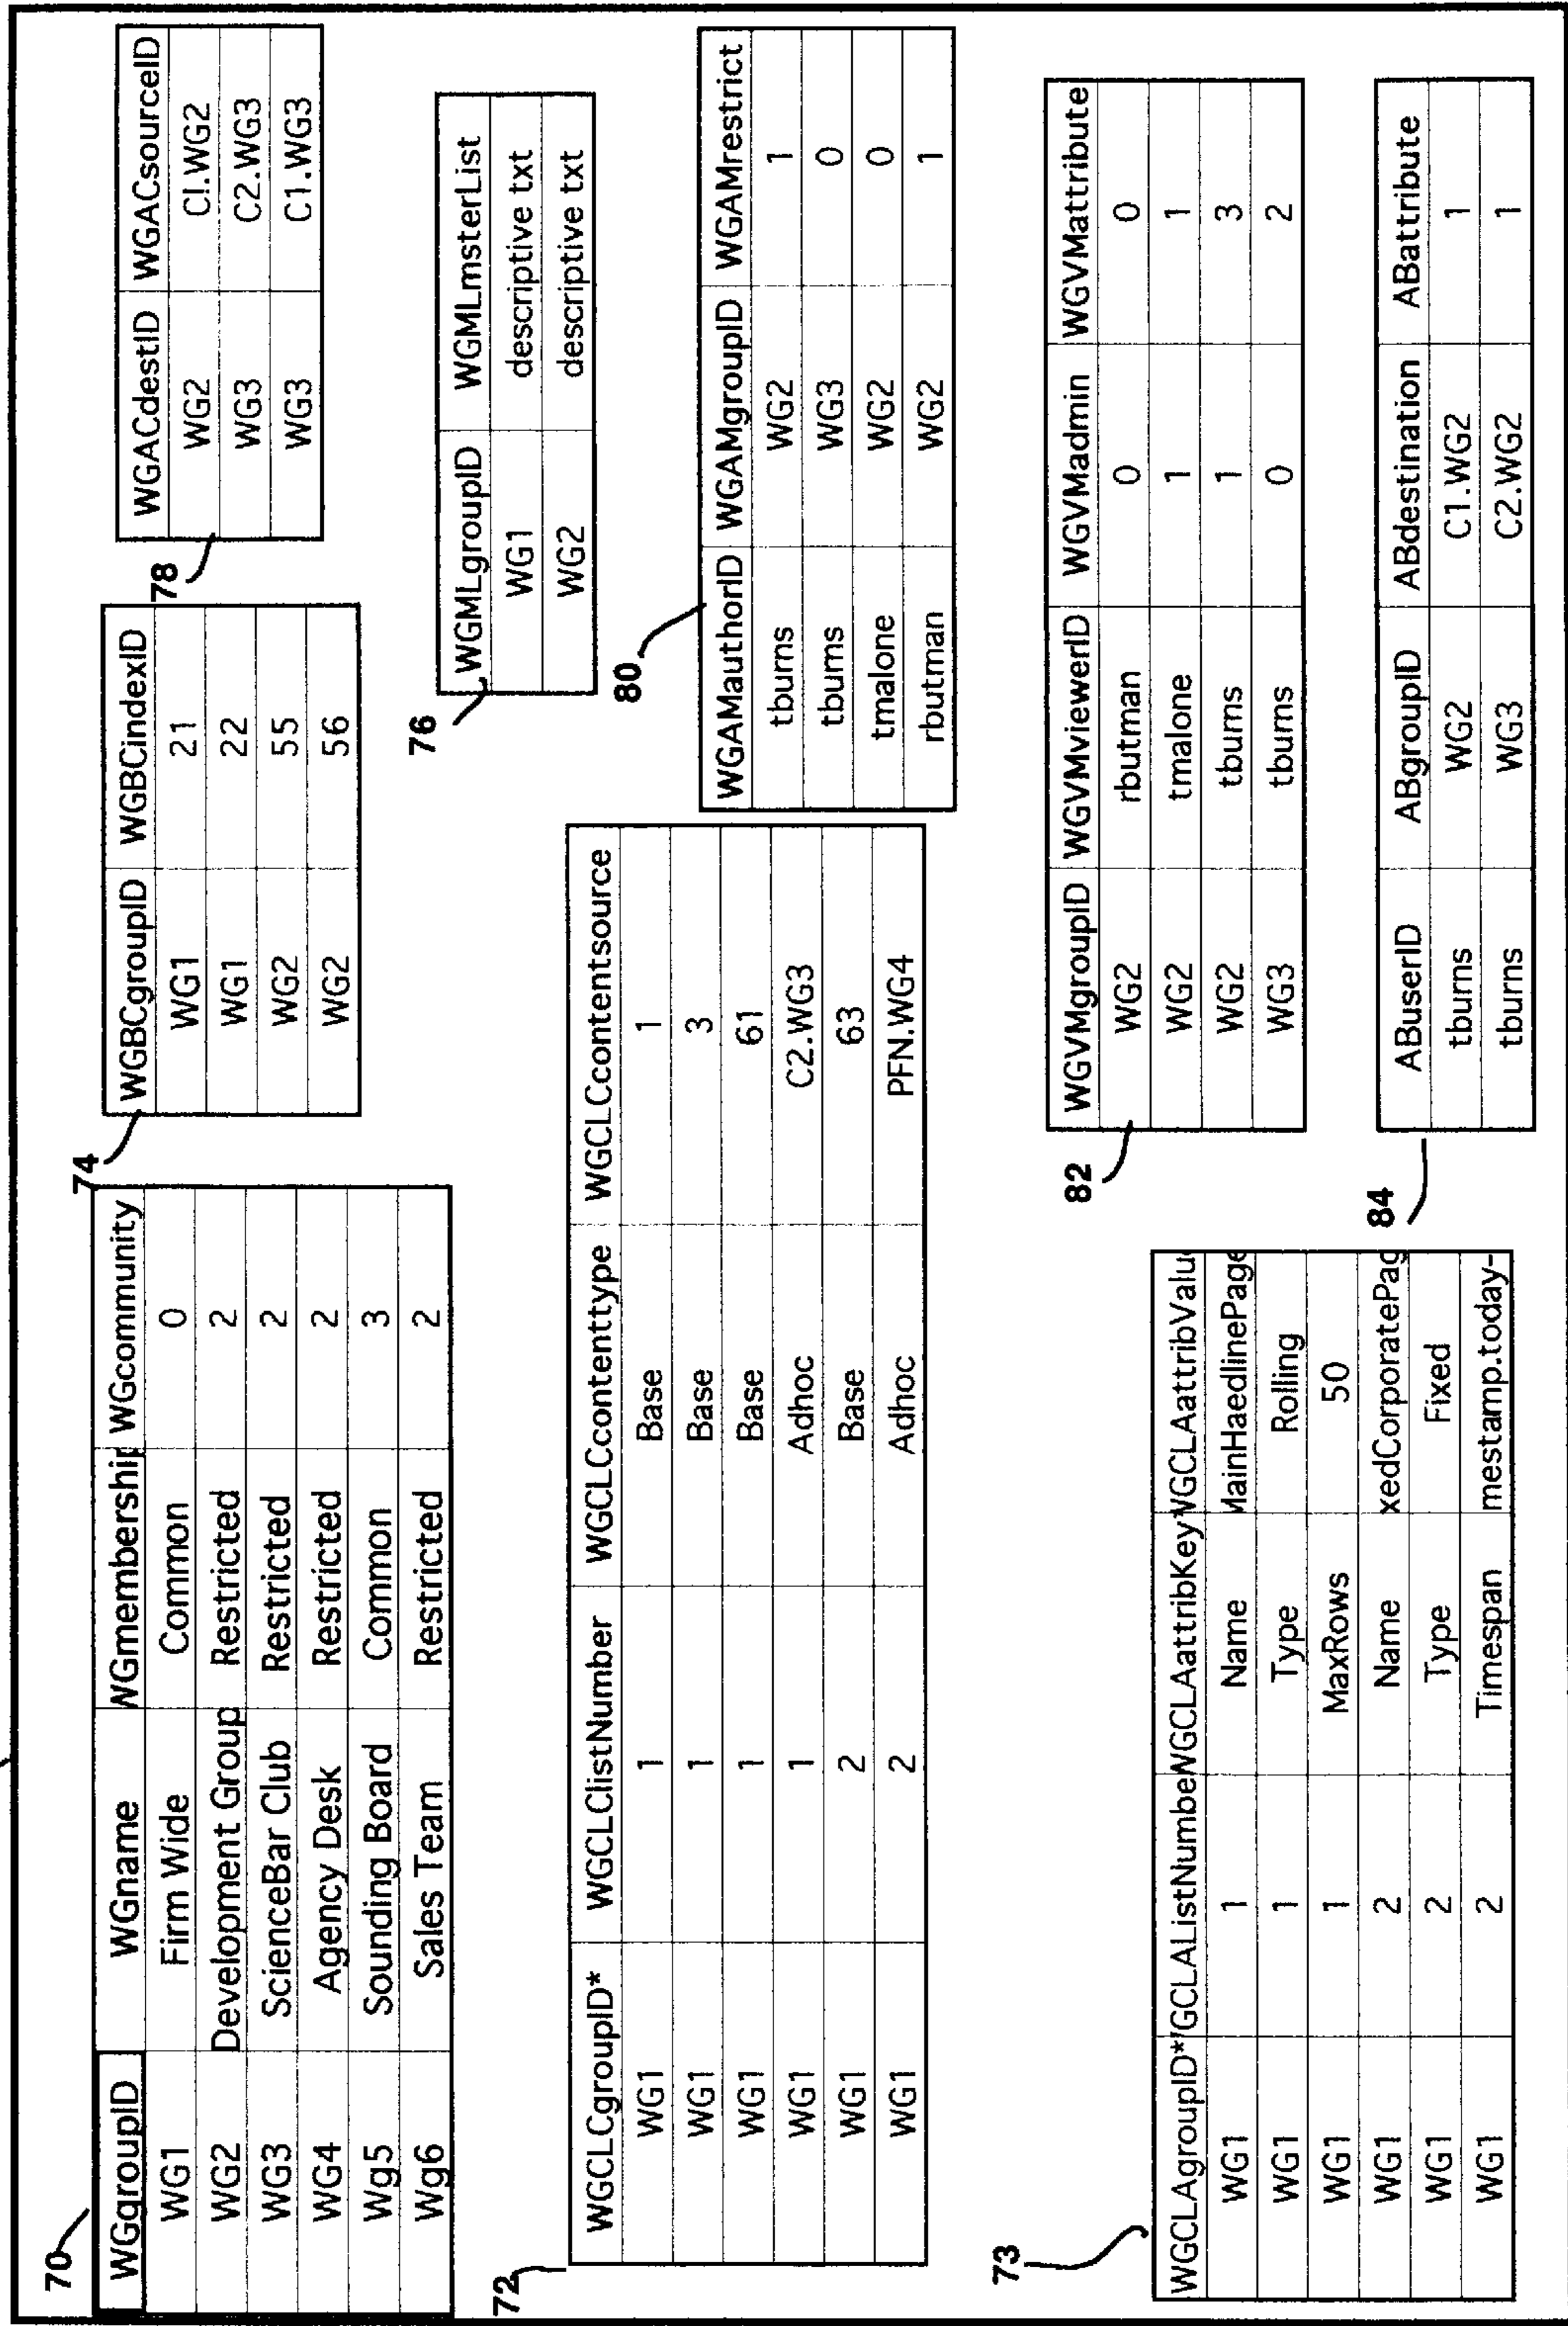 70
WGgroupID WGname WGmembership WGcommunity
WG1 Firm Wide Common 0
WG2 Development Group Restricted 2
WG3 ScienceBar Club Restricted 2
WG4 Agency Desk Restricted 2
Wg5 Sounding Board Common 3
Wg6 Sales Team Restricted 2
74
WGBCgroupID WGBCindexID
WG1 21
WG1 22
WG2 55
WG2 56
78
WGACdestID WGACsourceID
WG2 C!.WG2
WG3 C2.WG3
WG3 C1.WG3
76
WGMLgroupID WGMLmsterList
WG1 descriptive txt
WG2 descriptive txt
72
WGCLCgroupID* WGCLClistNumber WGCLCcontenttype WGCLCcontentsource
WG1 1 Base 1
WG1 1 Base 3
WG1 1 Base 61
WG1 1 Adhoc C2.WG3
WG1 2 Base 63
WG1 2 Adhoc PFN.WG4
80
WGAMauthorID WGAMgroupID WGAMrestrict
tburns WG2 1
tburns WG3 0
tmalone WG2 0
rbutman WG2 1
73
WGCLAgroupID* GCLAListNumbe WGCLAattribKey GCLAattribValu
WG1 1 Name MainHaedlinePage
WG1 1 Type Rolling
WG1 1 MaxRows 50
WG1 2 Name xedCorporatePag
WG1 2 Type Fixed
WG1 2 Timespan mestamp.today-
82
WGVMgroupID WGVMviewerID WGVMadmin WGVMattribute
WG2 rbutman 0 0
WG2 tmalone 1 1
WG2 tburns 1 3
WG3 tburns 0 2
84
ABuserID ABgroupID ABdestination ABattribute
tburns WG2 C1.WG2 1
tburns WG3 C2.WG2 1